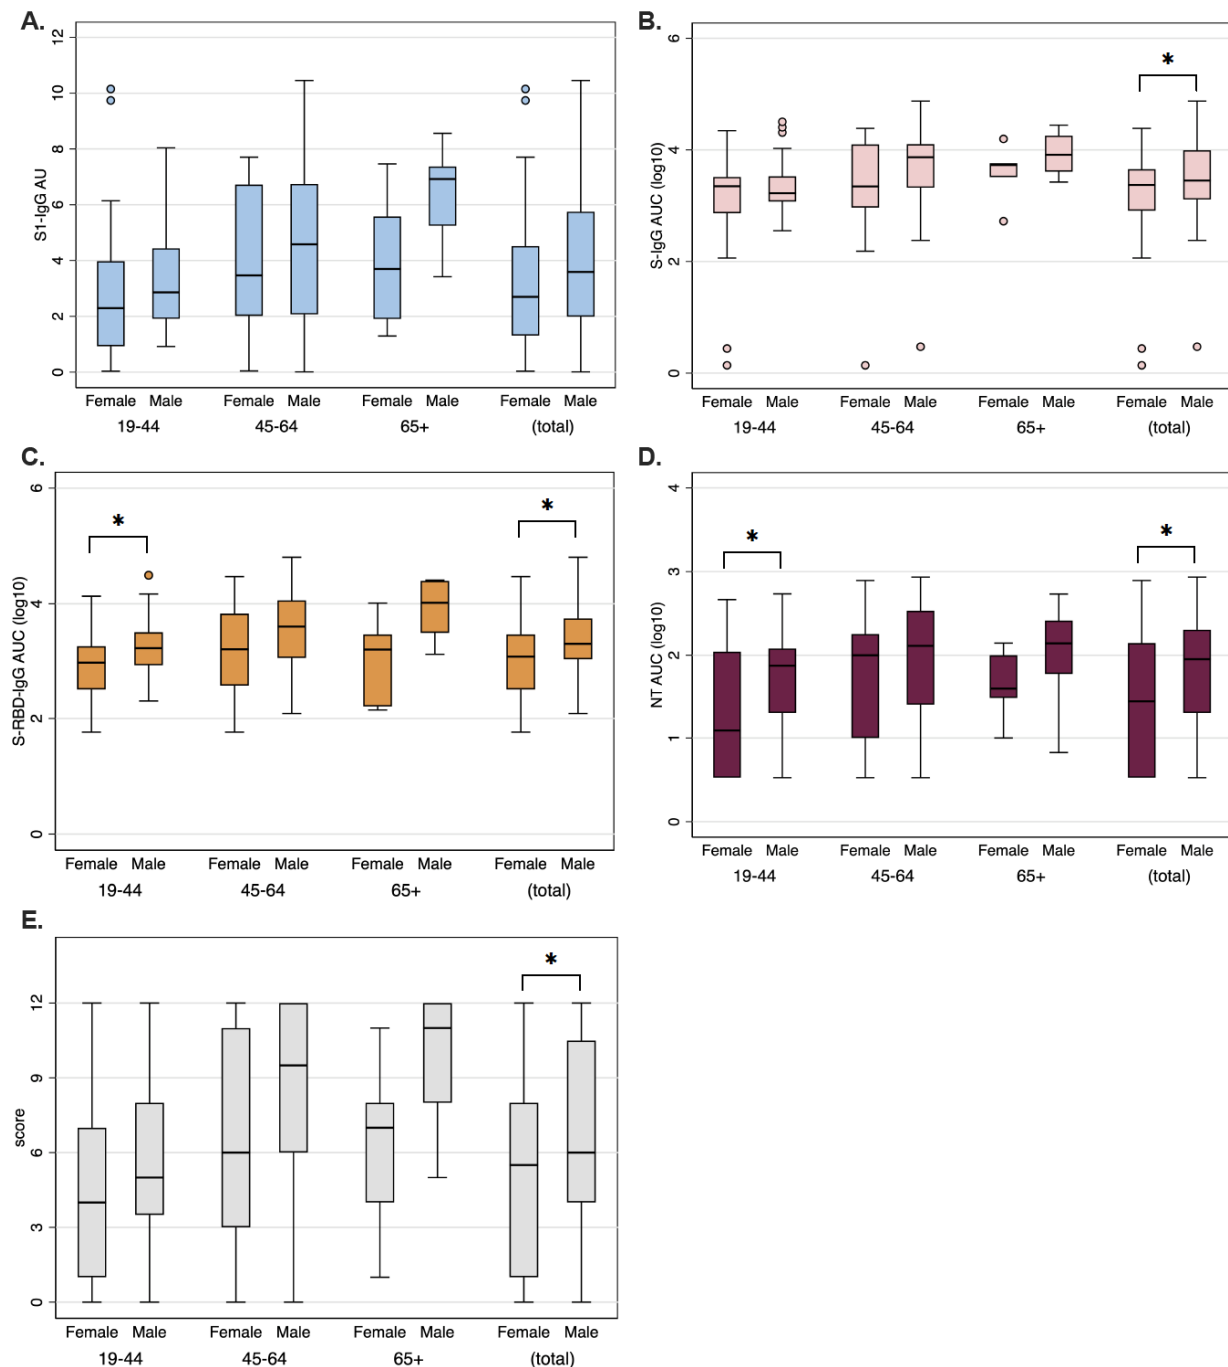 A.
S1-IgG AU
12
10
8
6
4
2
0
Female Male Female Male Female Male Female Male
19-44 45-64 65+ (total)
B.
S-IgG AUC (log10)
6
4
2
0
*
Female Male Female Male Female Male Female Male
19-44 45-64 65+ (total)
C.
S-RBD-IgG AUC (log10)
6
4
2
0
* *
Female Male Female Male Female Male Female Male
19-44 45-64 65+ (total)
D.
NT AUC (log10)
4
3
2
1
0
* *
Female Male Female Male Female Male Female Male
19-44 45-64 65+ (total)
E.
score
12
9
6
3
0
*
Female Male Female Male Female Male Female Male
19-44 45-64 65+ (total)